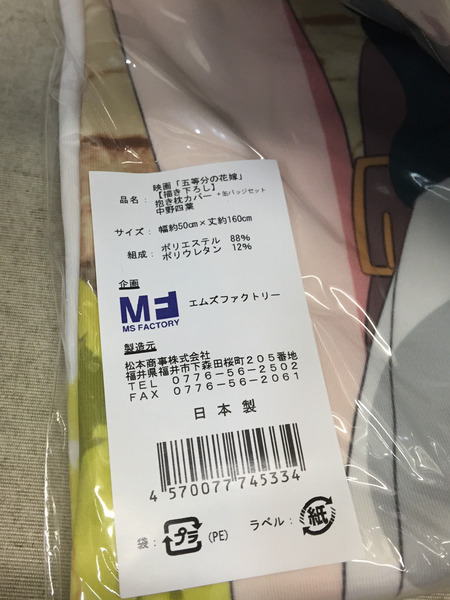 映画「五等分の花嫁」
【描き下ろし】
品名： 抱き枕カバー +缶バッジセット
中野四葉
サイズ： 幅約50cm×丈約160cm
組成： ポリエステル 88%
ポリウレタン 12%
企画
MF エムズファクトリー
MS FACTORY
製造元
松本商事株式会社
福井県福井市下森田桜町205番地
TEL 0776-56-2502
FAX 0776-56-2061
日本製
4 570077 745334
袋： プラ (PE) ラベル： 紙